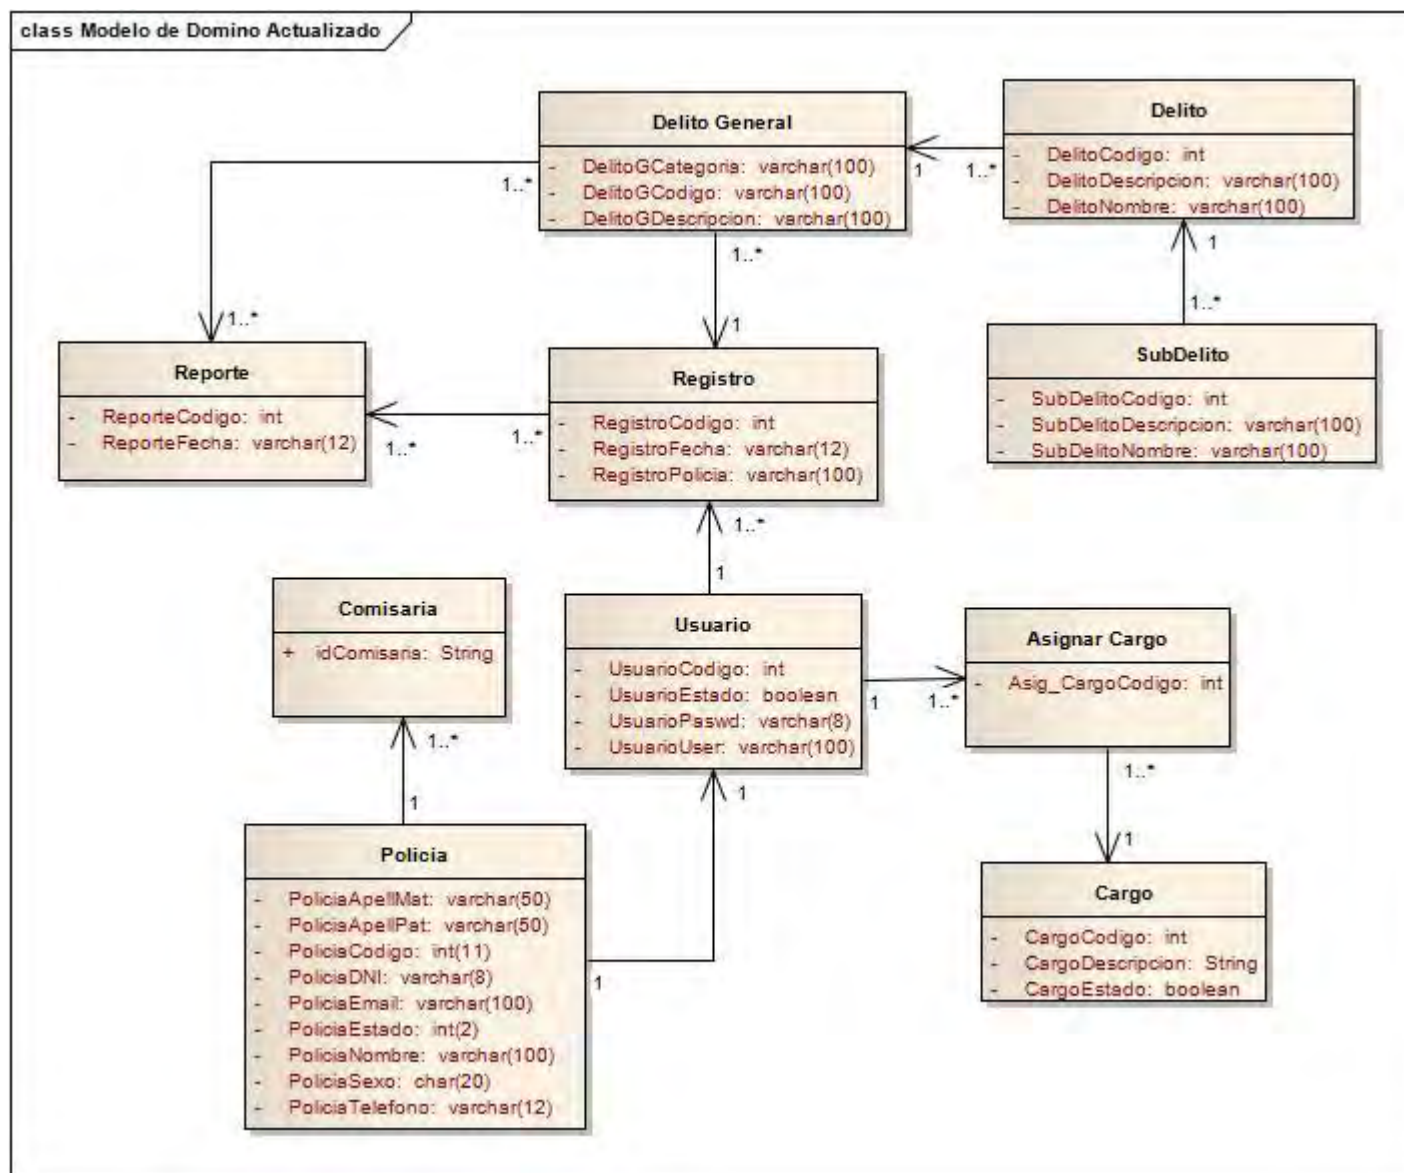 class Modelo de Domino Actualizado
Delito General
- DelitoGCategoria: varchar(100)
- DelitoGCodigo: varchar(100)
- DelitoGDescripcion: varchar(100)
Delito
- DelitoCodigo: int
- DelitoDescripcion: varchar(100)
- DelitoNombre: varchar(100)
1..*
1
1..*
1..*
1
1..*
1..*
1
Reporte
- ReporteCodigo: int
- ReporteFecha: varchar(12)
Registro
- RegistroCodigo: int
- RegistroFecha: varchar(12)
- RegistroPolicia: varchar(100)
SubDelito
- SubDelitoCodigo: int
- SubDelitoDescripcion: varchar(100)
- SubDelitoNombre: varchar(100)
1..*
1..*
1..*
1
Comisaria
+ idComisaria: String
Usuario
- UsuarioCodigo: int
- UsuarioEstado: boolean
- UsuarioPaswd: varchar(8)
- UsuarioUser: varchar(100)
Asignar Cargo
- Asig_CargoCodigo: int
1
1..*
1..*
1
1
1..*
1
Policia
- PoliciaApellMat: varchar(50)
- PoliciaApellPat: varchar(50)
- PoliciaCodigo: int(11)
- PoliciaDNI: varchar(8)
- PoliciaEmail: varchar(100)
- PoliciaEstado: int(2)
- PoliciaNombre: varchar(100)
- PoliciaSexo: char(20)
- PoliciaTelefono: varchar(12)
1
Cargo
- CargoCodigo: int
- CargoDescripcion: String
- CargoEstado: boolean